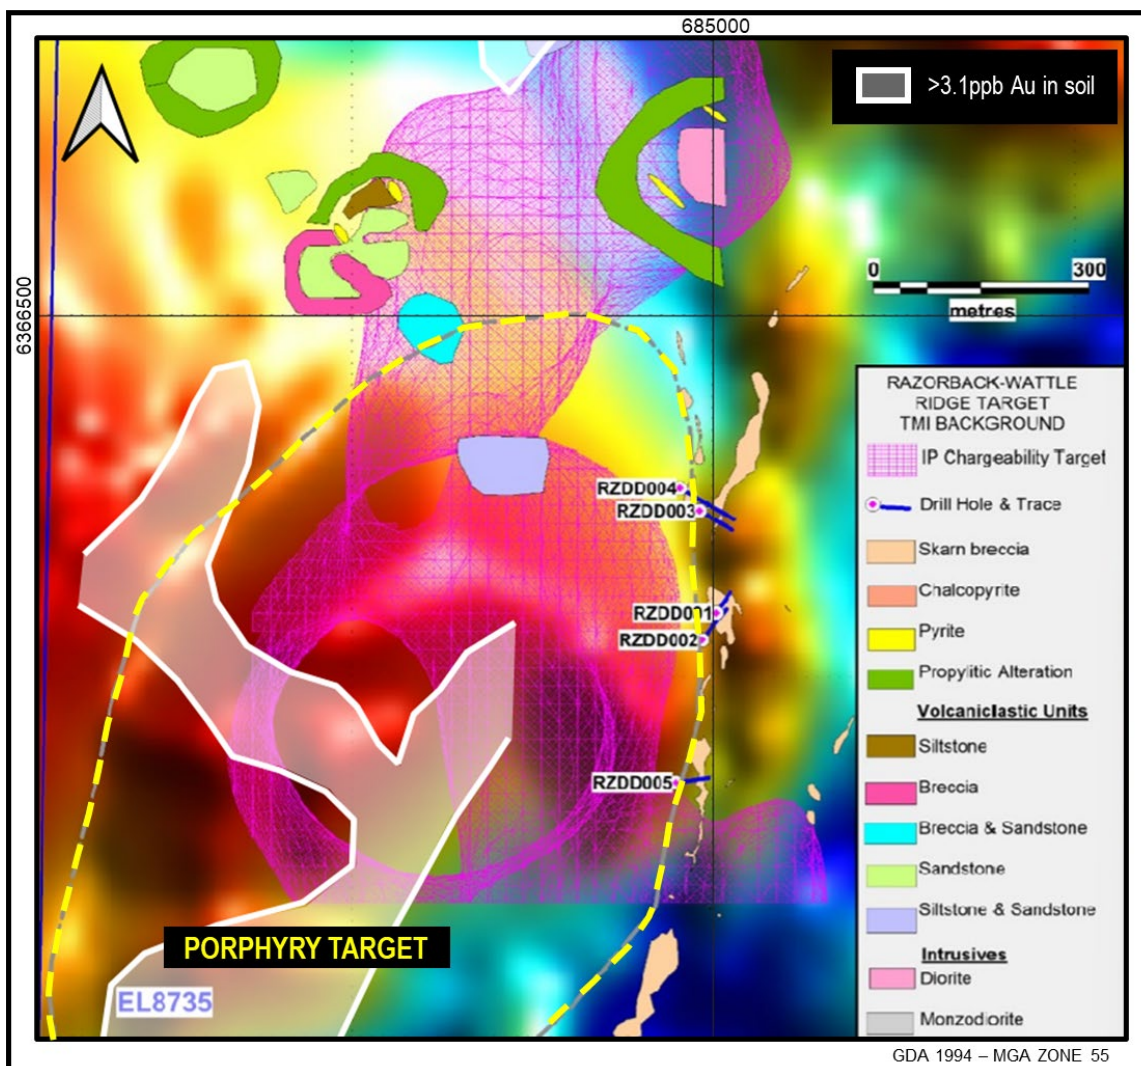 685000
>3.1ppb Au in soil
0 300
metres
6366500
RAZORBACK-WATTLE
RIDGE TARGET
TMI BACKGROUND
IP Chargeability Target
Drill Hole & Trace
Skarn breccia
Chalcopyrite
Pyrite
Propylitic Alteration
Volcaniclastic Units
Siltstone
Breccia
Breccia & Sandstone
Sandstone
Siltstone & Sandstone
Intrusives
Diorite
Monzodiorite
RZDD004
RZDD003
RZDD001
RZDD002
RZDD005
PORPHYRY TARGET
EL8735
GDA 1994 – MGA ZONE 55